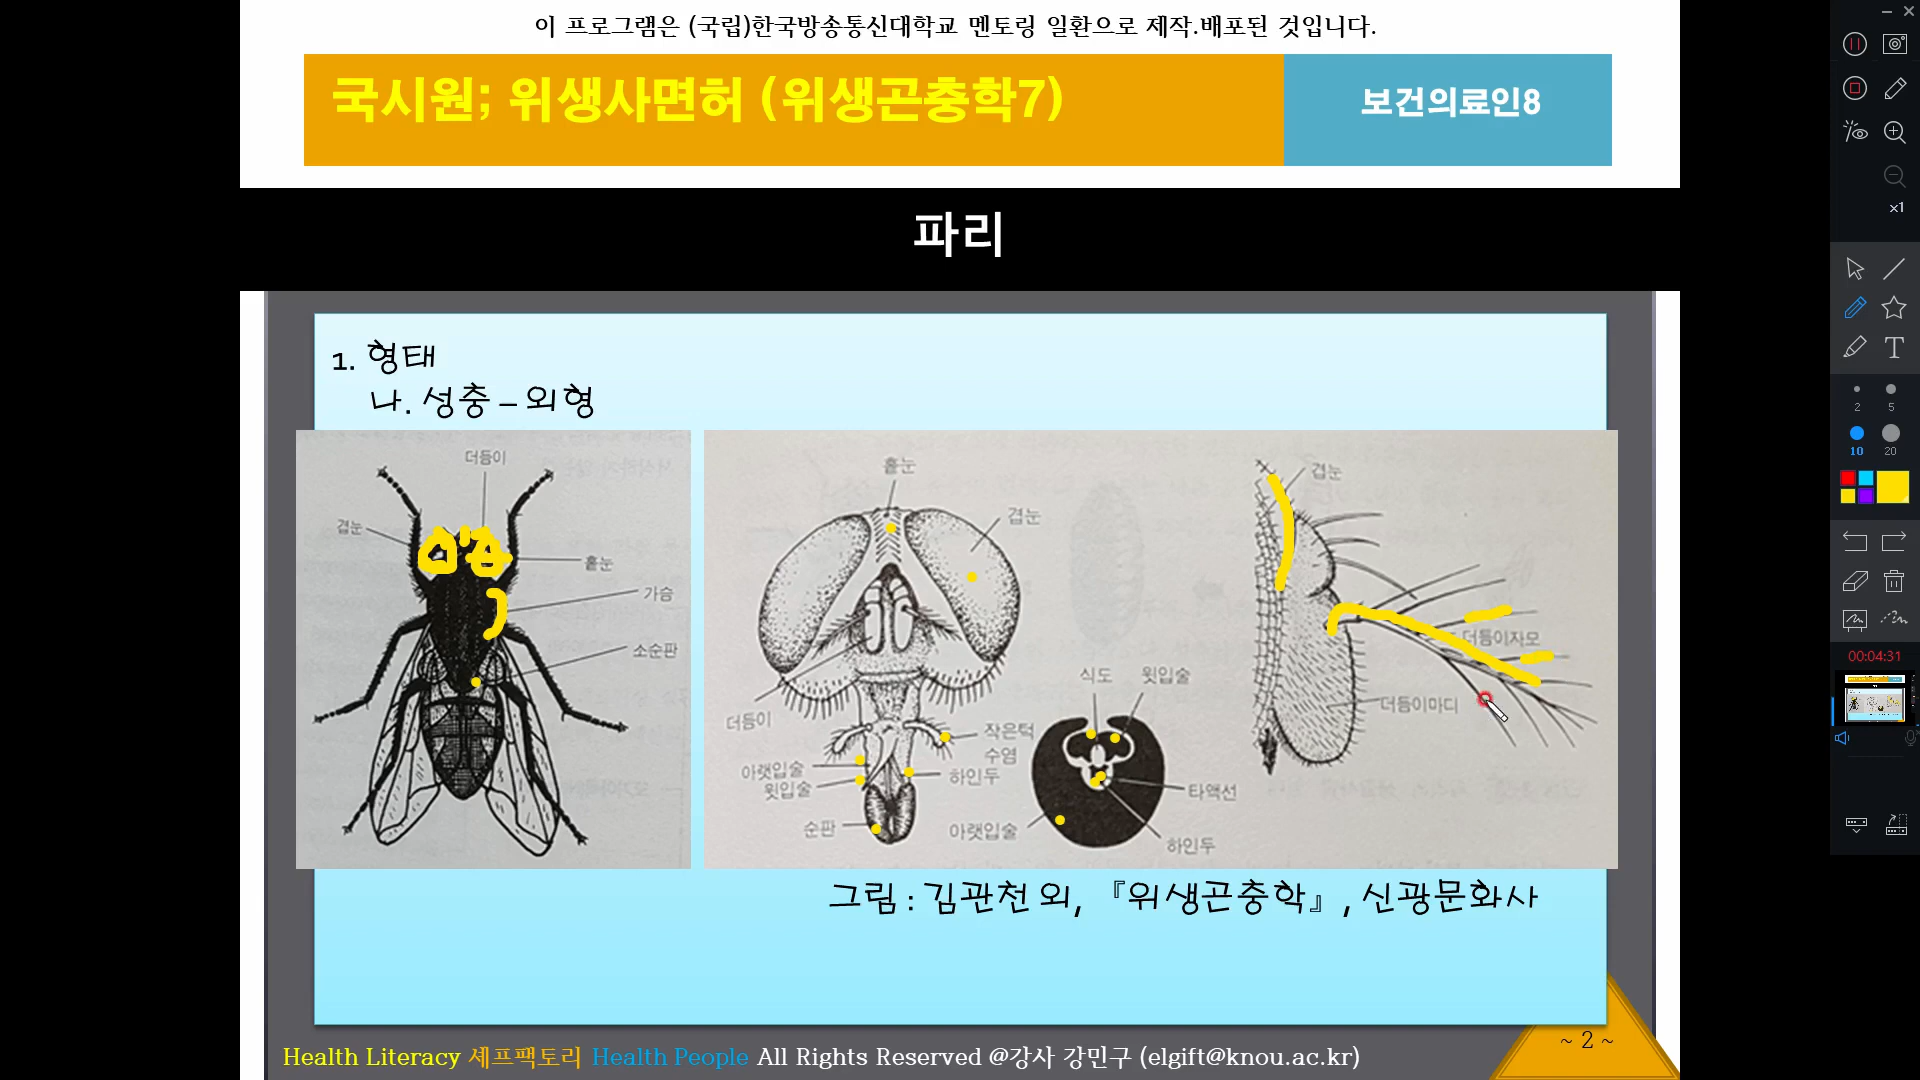 이 프로그램은 (국립)한국방송통신대학교 멘토링 일환으로 제작.배포된 것입니다.
국시원; 위생사면허 (위생곤충학7)
보건의료인8
파리
1. 형태
나. 성충 – 외형
더듬이
겹눈
홑눈
가슴
소순판
홑눈
겹눈
더듬이
작은턱
수염
아랫입술
윗입술
하인두
순판
식도
윗입술
타액선
아랫입술
하인두
겹눈
더듬이자모
더듬이마디
그림 : 김관천 외, 『위생곤충학』, 신광문화사
~ 2 ~
Health Literacy 셰프팩토리 Health People All Rights Reserved @강사 강민구 (elgift@knou.ac.kr)
x1
T
2 5
10 20
00:04:31